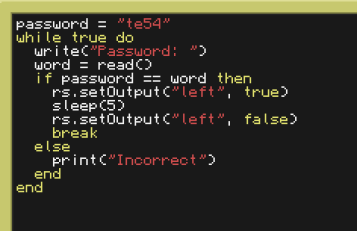 password = "te54"
while true do
  write("Password: ")
  word = read()
  if password == word then
    rs.setOutput("left", true)
    sleep(5)
    rs.setOutput("left", false)
    break
  else
    print("Incorrect")
  end
end